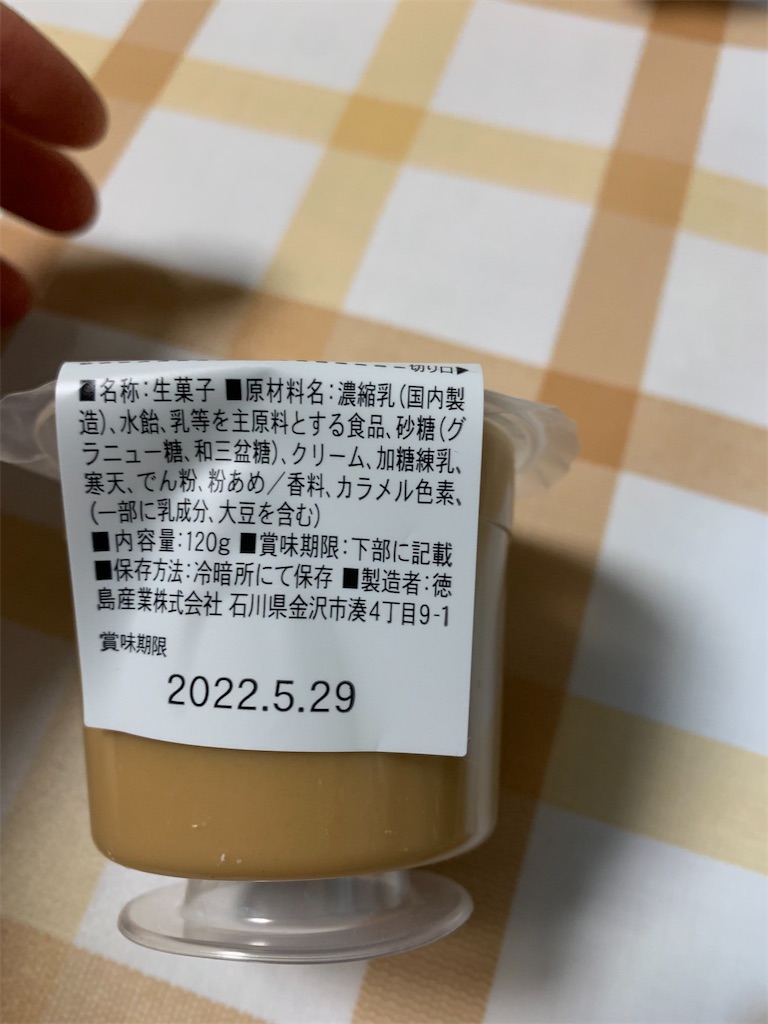 切り口▶
■名称：生菓子 ■原材料名：濃縮乳（国内製
造）、水飴、乳等を主原料とする食品、砂糖（グ
ラニュー糖、和三盆糖）、クリーム、加糖練乳、
寒天、でん粉、粉あめ／香料、カラメル色素、
（一部に乳成分、大豆を含む）
■内容量：120g ■賞味期限：下部に記載
■保存方法：冷暗所にて保存 ■製造者：徳
島産業株式会社 石川県金沢市湊4丁目9-1
賞味期限
2022.5.29